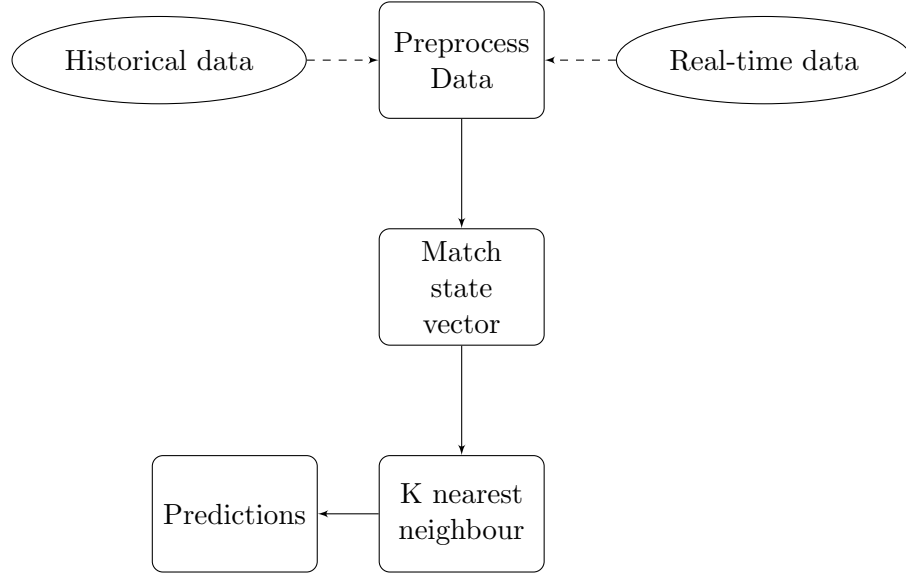 Historical data
Preprocess
Data
Real-time data
Match
state
vector
Predictions
K nearest
neighbour